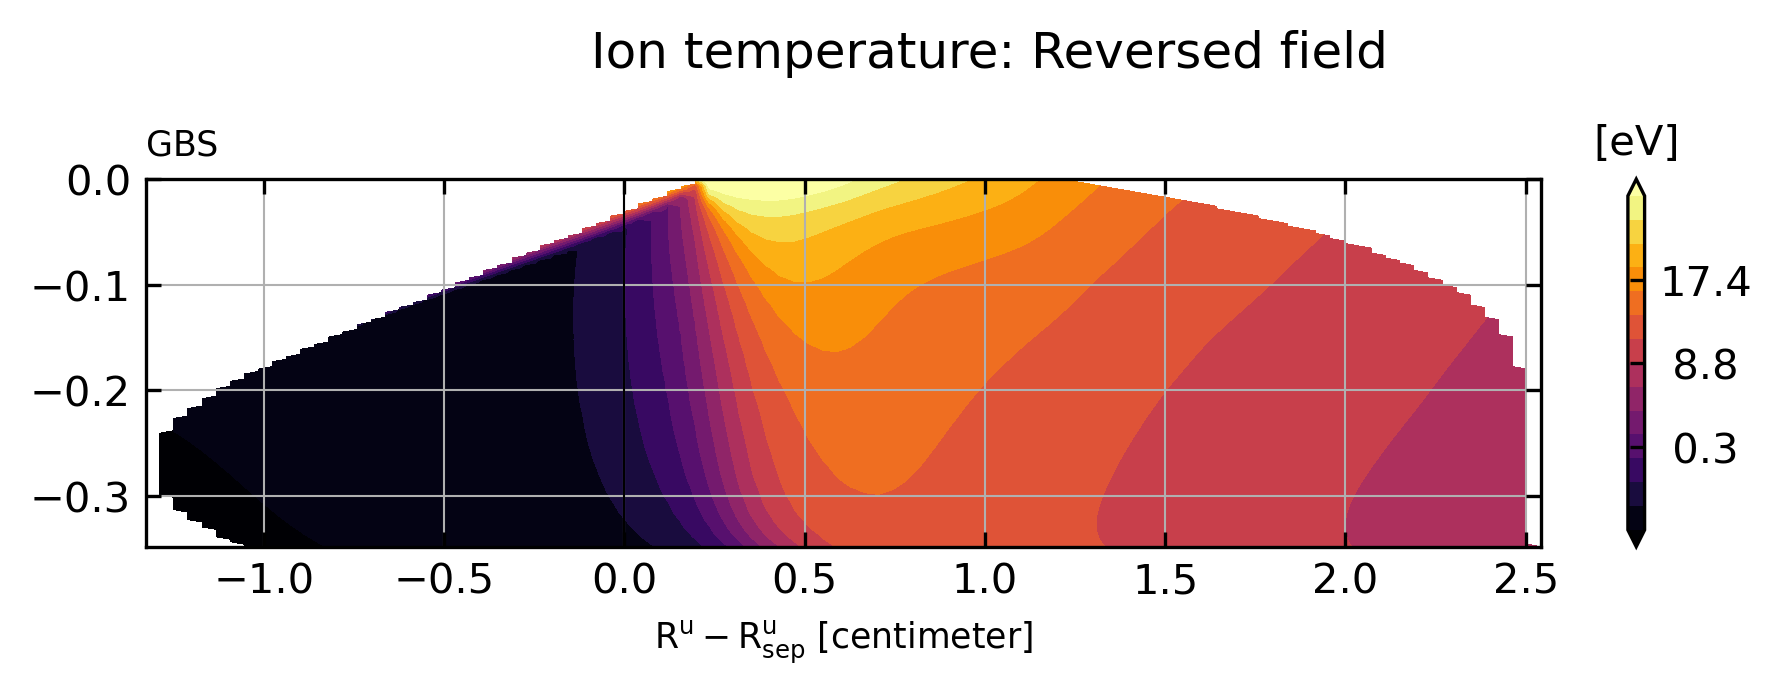 Ion temperature: Reversed field
GBS
[eV]
0.0
−0.1
−0.2
−0.3
17.4
8.8
0.3
−1.0 −0.5 0.0 0.5 1.0 1.5 2.0 2.5
R^u − R^u_sep [centimeter]